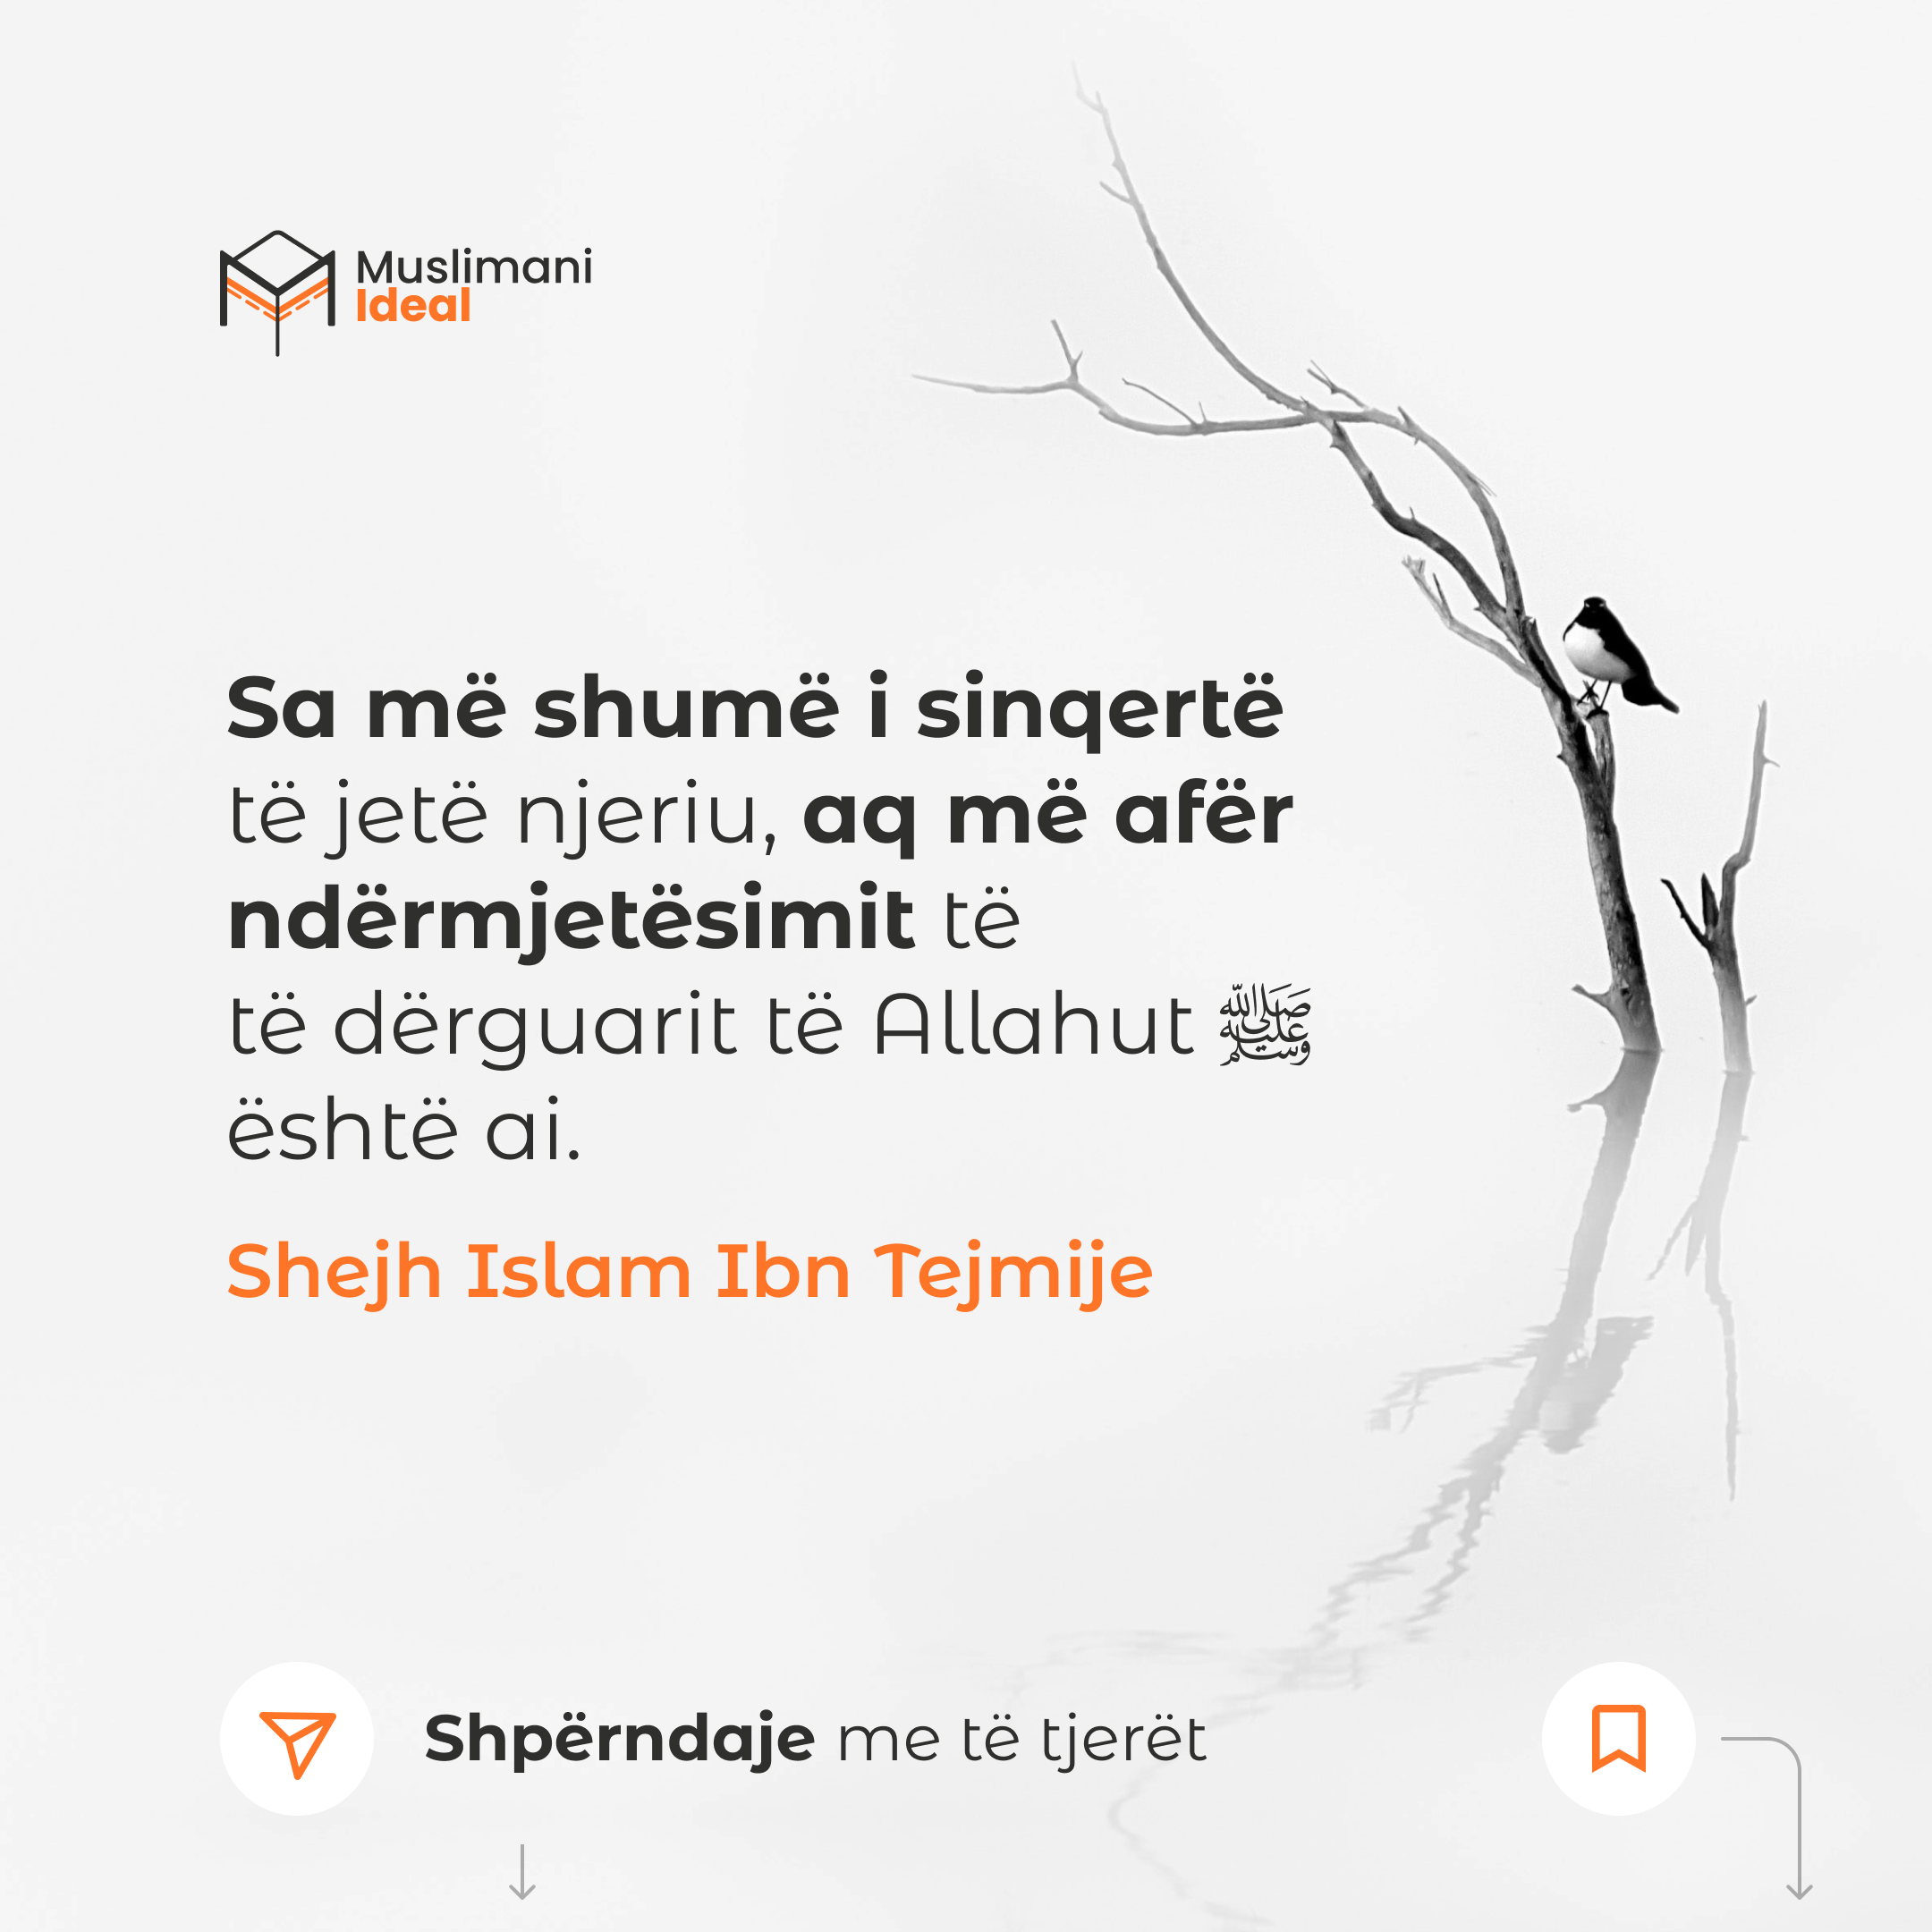 Muslimani
Ideal
Sa më shumë i sinqertë
të jetë njeriu, aq më afër
ndërmjetësimit të
të dërguarit të Allahut ﷺ
është ai.
Shejh Islam Ibn Tejmije
Shpërndaje me të tjerët